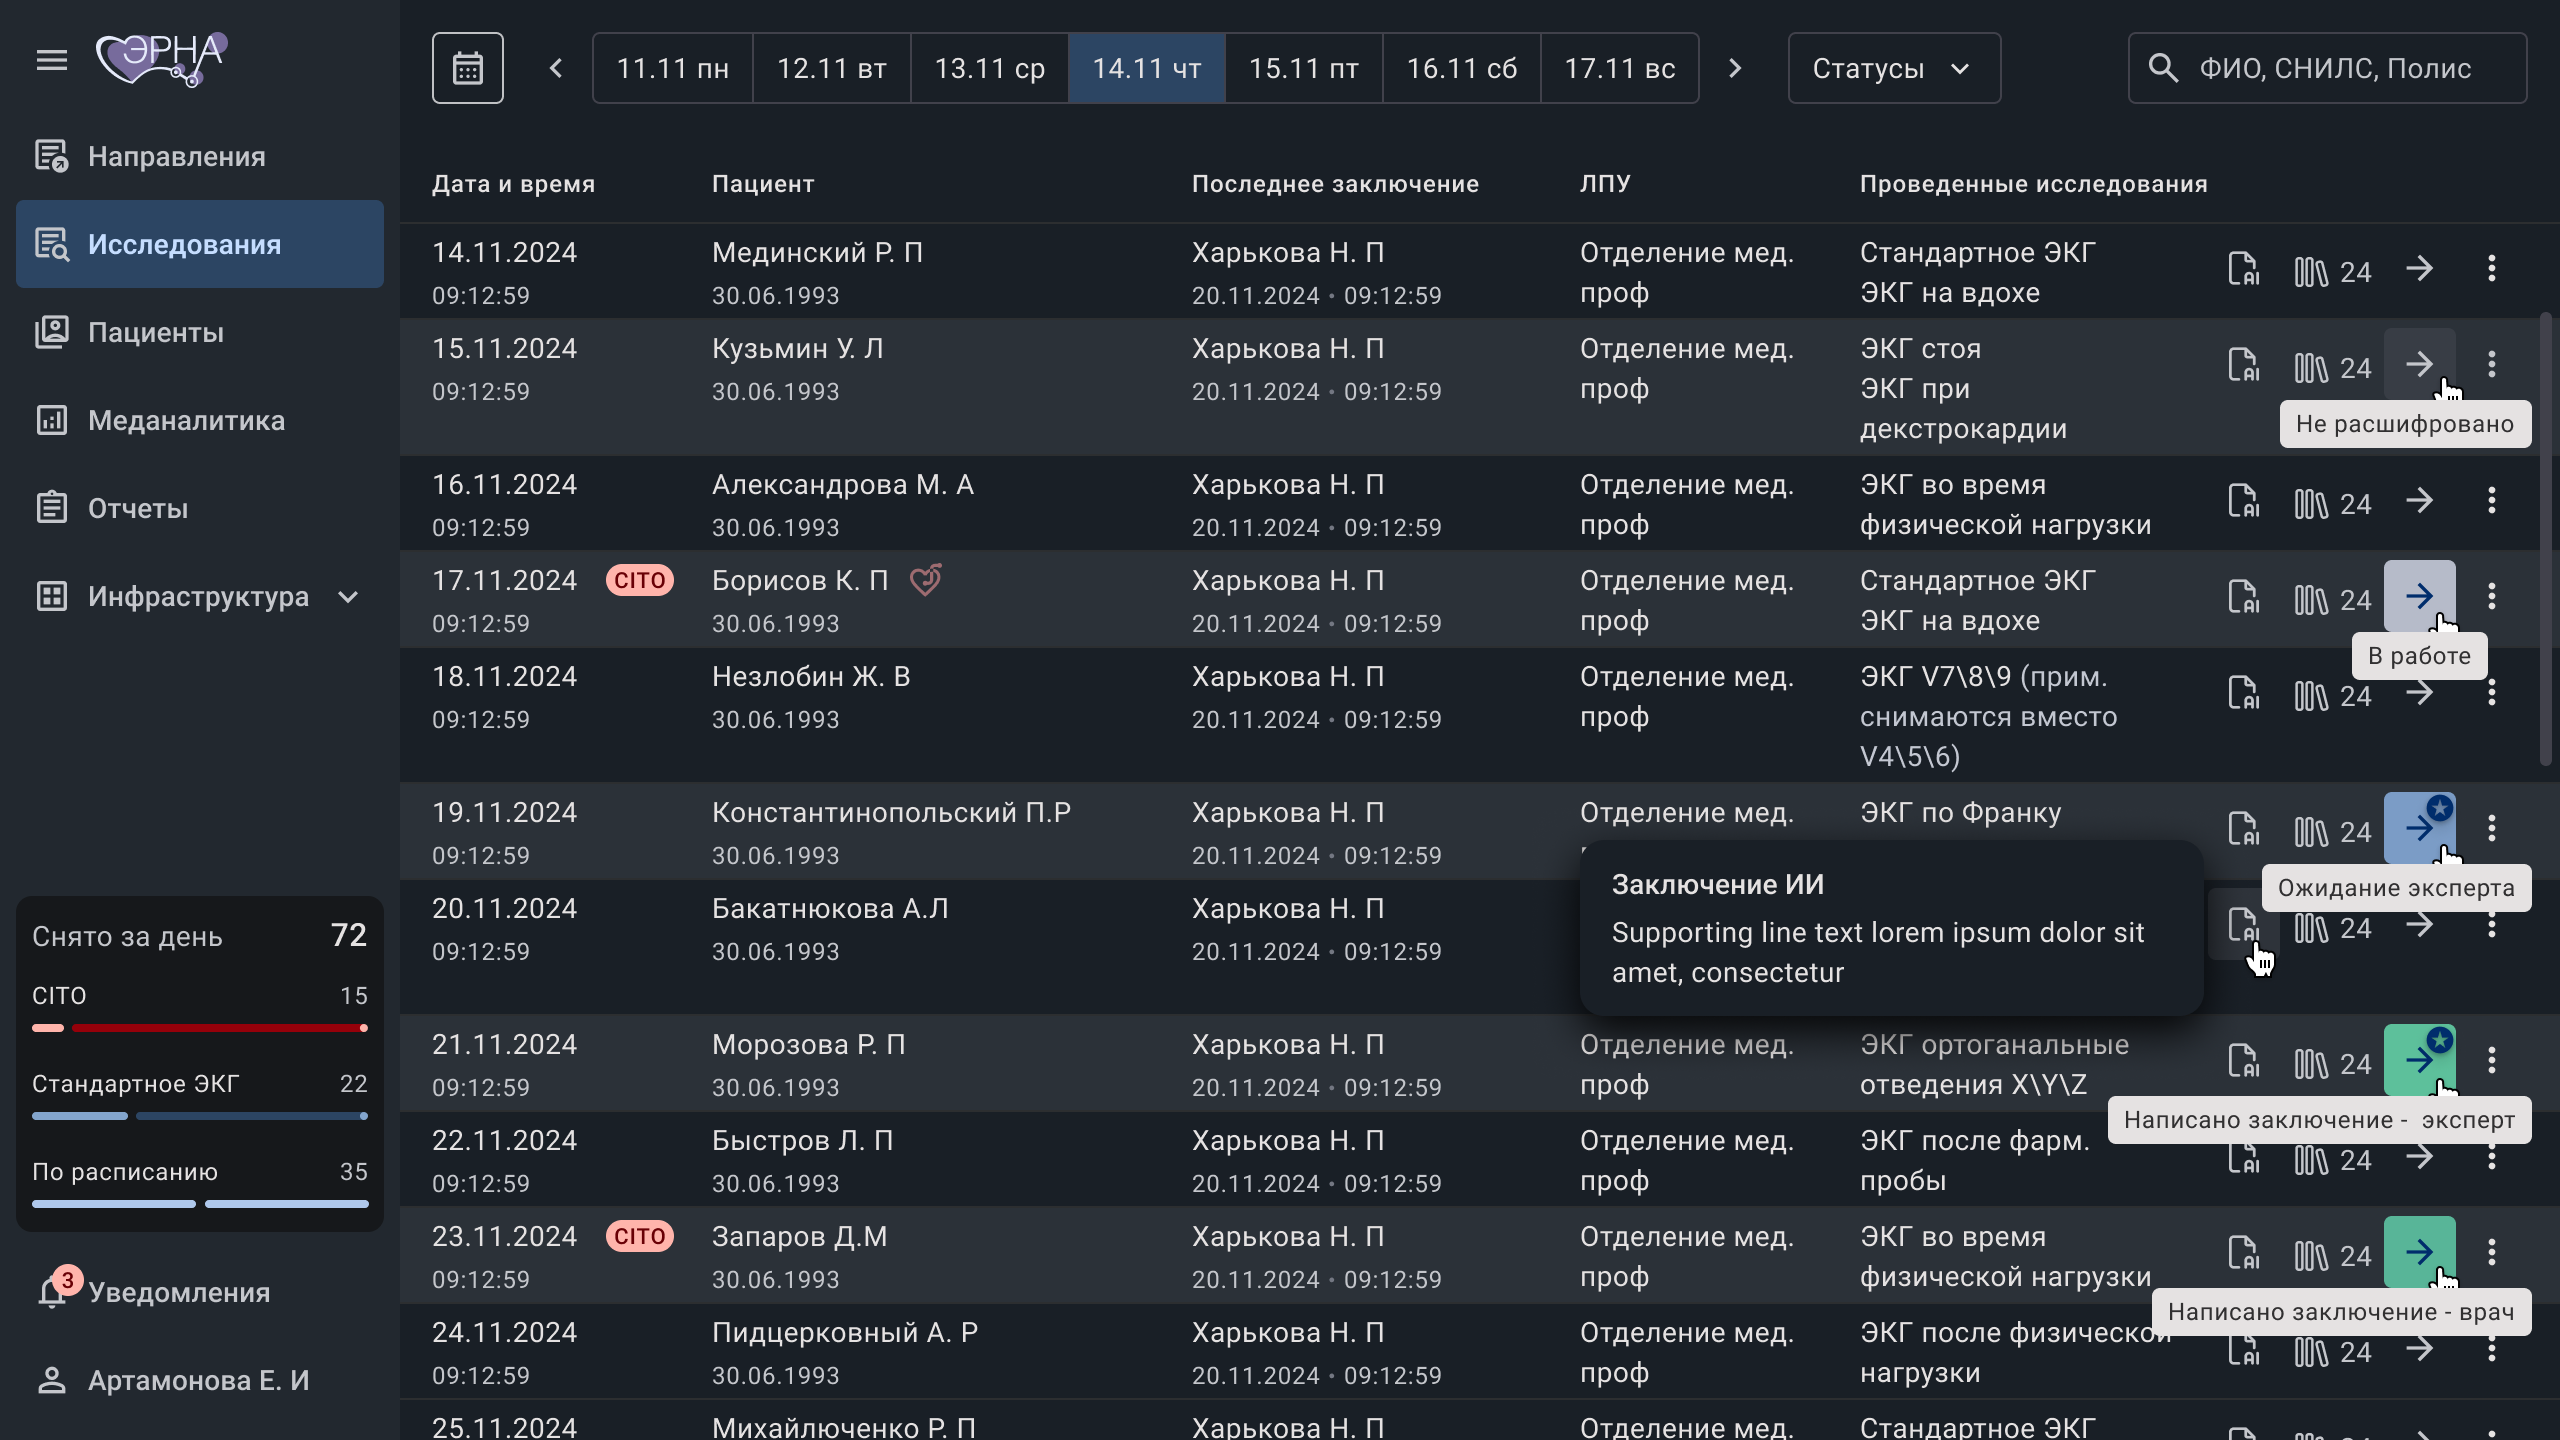 ЭРНА
11.11 пн
12.11 вт
13.11 ср
14.11 чт
15.11 пт
16.11 сб
17.11 вс
Статусы
ФИО, СНИЛС, Полис
Направления
Исследования
Пациенты
Меданалитика
Отчеты
Инфраструктура
Снято за день 72
CITO 15
Стандартное ЭКГ 22
По расписанию 35
3
Уведомления
Артамонова Е. И
Дата и время Пациент Последнее заключение ЛПУ Проведенные исследования
14.11.2024 Мединский Р. П Харькова Н. П Отделение мед. Стандартное ЭКГ
09:12:59 30.06.1993 20.11.2024 • 09:12:59 проф ЭКГ на вдохе
AI 24
15.11.2024 Кузьмин У. Л Харькова Н. П Отделение мед. ЭКГ стоя
09:12:59 30.06.1993 20.11.2024 • 09:12:59 проф ЭКГ при
декстрокардии
AI 24
Не расшифровано
16.11.2024 Александрова М. А Харькова Н. П Отделение мед. ЭКГ во время
09:12:59 30.06.1993 20.11.2024 • 09:12:59 проф физической нагрузки
AI 24
17.11.2024 CITO Борисов К. П Харькова Н. П Отделение мед. Стандартное ЭКГ
09:12:59 30.06.1993 20.11.2024 • 09:12:59 проф ЭКГ на вдохе
AI 24
В работе
18.11.2024 Незлобин Ж. В Харькова Н. П Отделение мед. ЭКГ V7\8\9 (прим.
09:12:59 30.06.1993 20.11.2024 • 09:12:59 проф снимаются вместо
V4\5\6)
AI 24
19.11.2024 Константинопольский П.Р Харькова Н. П Отделение мед. ЭКГ по Франку
09:12:59 30.06.1993 20.11.2024 • 09:12:59
AI 24
Ожидание эксперта
20.11.2024 Бакатнюкова А.Л Харькова Н. П
09:12:59 30.06.1993 20.11.2024 • 09:12:59
AI 24
Заключение ИИ
Supporting line text lorem ipsum dolor sit
amet, consectetur
21.11.2024 Морозова Р. П Харькова Н. П Отделение мед. ЭКГ ортоганальные
09:12:59 30.06.1993 20.11.2024 • 09:12:59 проф отведения X\Y\Z
AI 24
Написано заключение - эксперт
22.11.2024 Быстров Л. П Харькова Н. П Отделение мед. ЭКГ после фарм.
09:12:59 30.06.1993 20.11.2024 • 09:12:59 проф пробы
AI 24
23.11.2024 CITO Запаров Д.М Харькова Н. П Отделение мед. ЭКГ во время
09:12:59 30.06.1993 20.11.2024 • 09:12:59 проф физической нагрузки
AI 24
Написано заключение - врач
24.11.2024 Пидцерковный А. Р Харькова Н. П Отделение мед. ЭКГ после физической
09:12:59 30.06.1993 20.11.2024 • 09:12:59 проф нагрузки
AI 24
25.11.2024 Михайлюченко Р. П Харькова Н. П Отделение мед. Стандартное ЭКГ